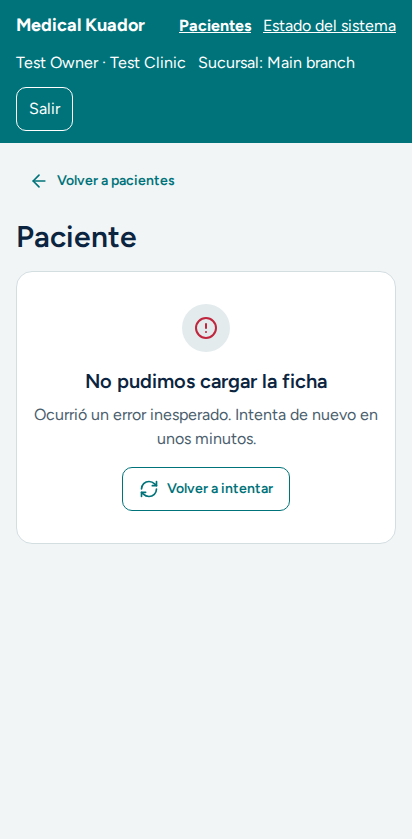 Medical Kuador Pacientes Estado del sistema
Test Owner · Test Clinic Sucursal: Main branch
Salir
Volver a pacientes
Paciente
No pudimos cargar la ficha
Ocurrió un error inesperado. Intenta de nuevo en
unos minutos.
Volver a intentar